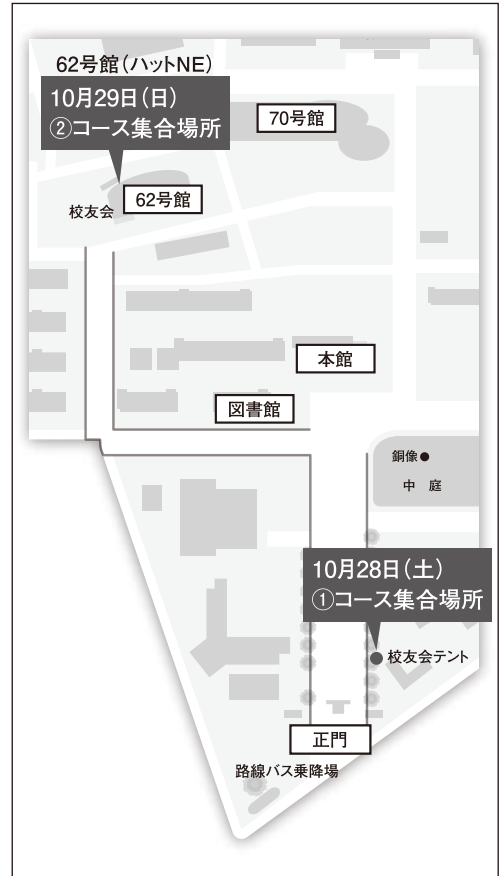 62号館（ハットNE）
10月29日（日）
②コース集合場所
70号館
62号館
校友会
本館
図書館
銅像●
中 庭
10月28日（土）
①コース集合場所
校友会テント
正門
路線バス乗降場